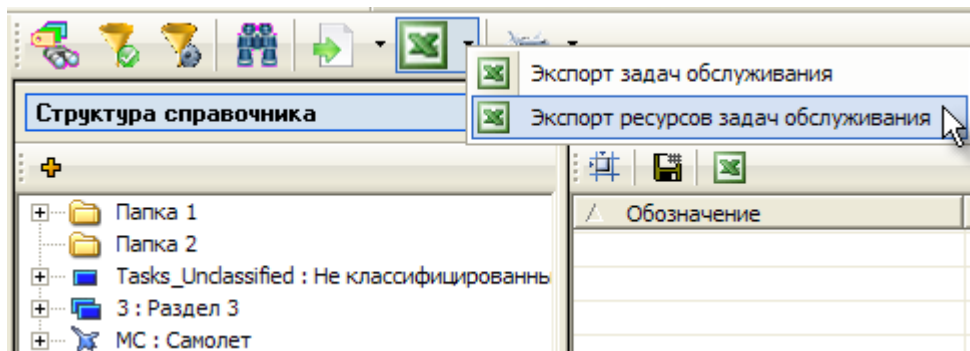 Экспорт задач обслуживания
Экспорт ресурсов задач обслуживания
Структура справочника
Обозначение
Папка 1
Папка 2
Tasks_Unclassified : Не классифицированны
3 : Раздел 3
МС : Самолет